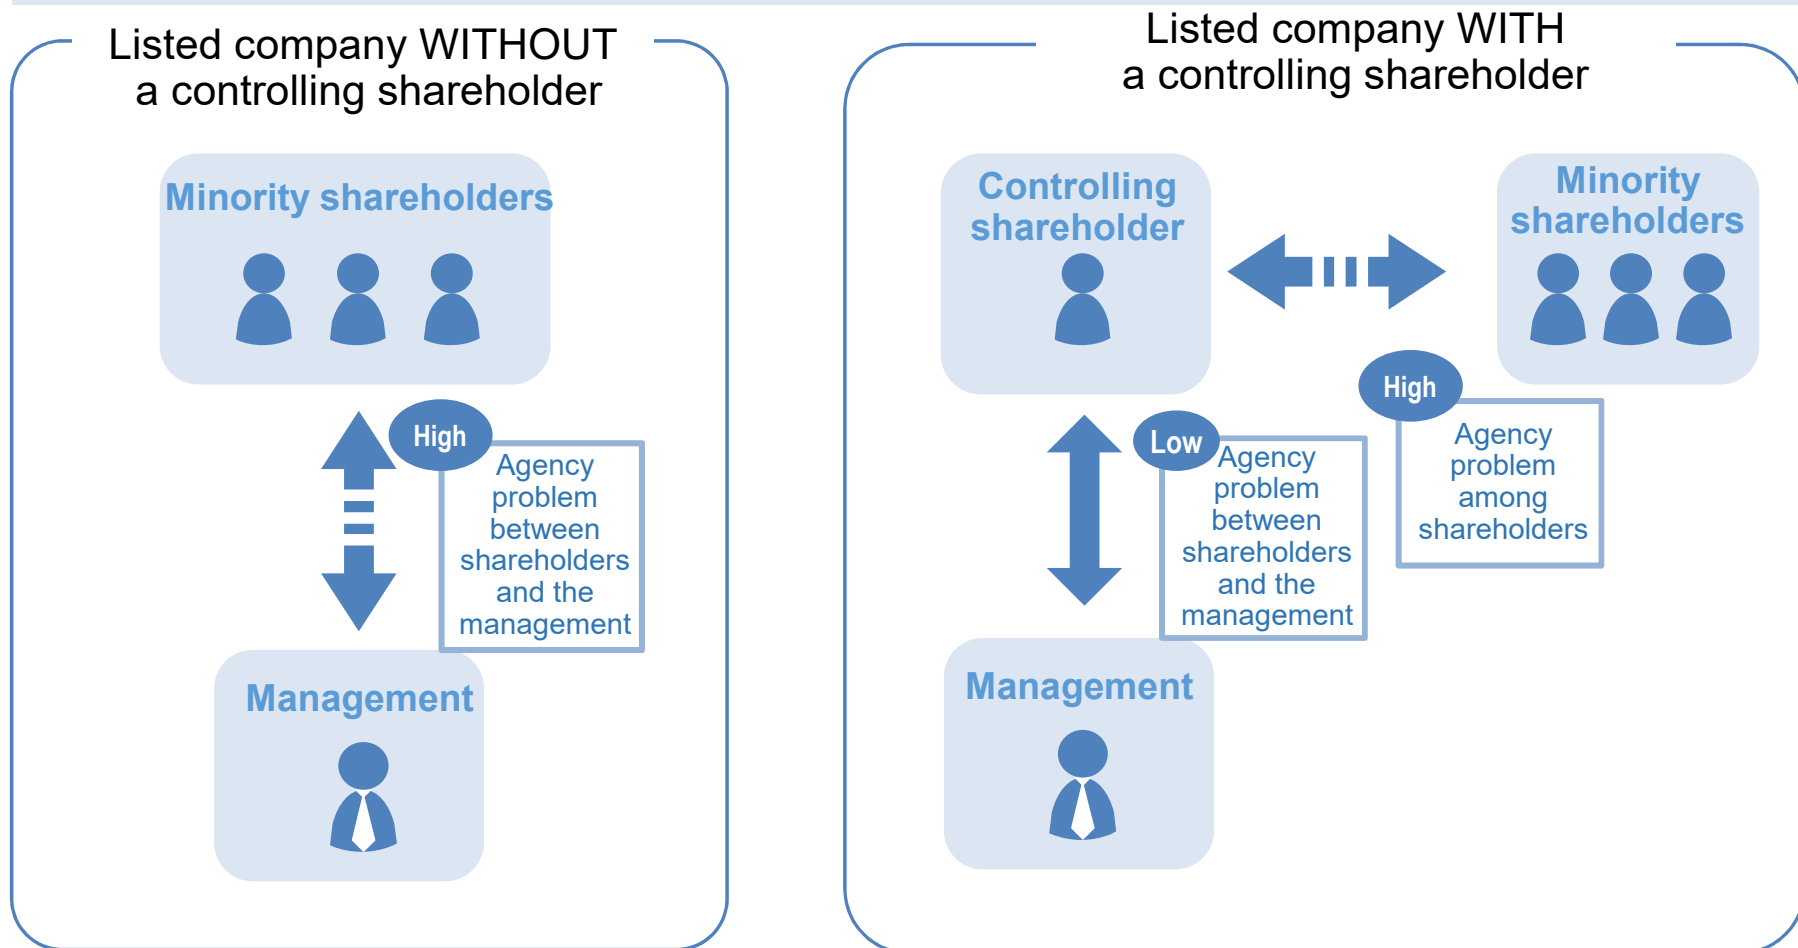 Listed company WITHOUT
a controlling shareholder
Minority shareholders
High
Agency
problem
between
shareholders
and the
management
Management
Listed company WITH
a controlling shareholder
Controlling
shareholder
Minority
shareholders
High
Agency
problem
among
shareholders
Low
Agency
problem
between
shareholders
and the
management
Management